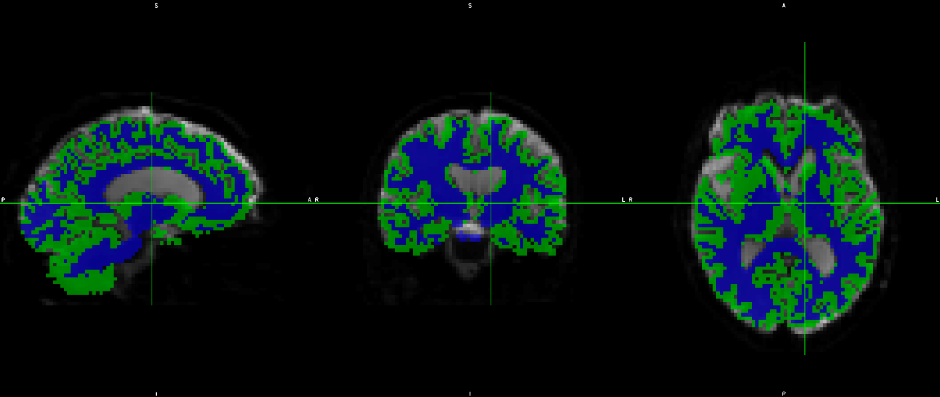 S S A
P A R L R L
I I P